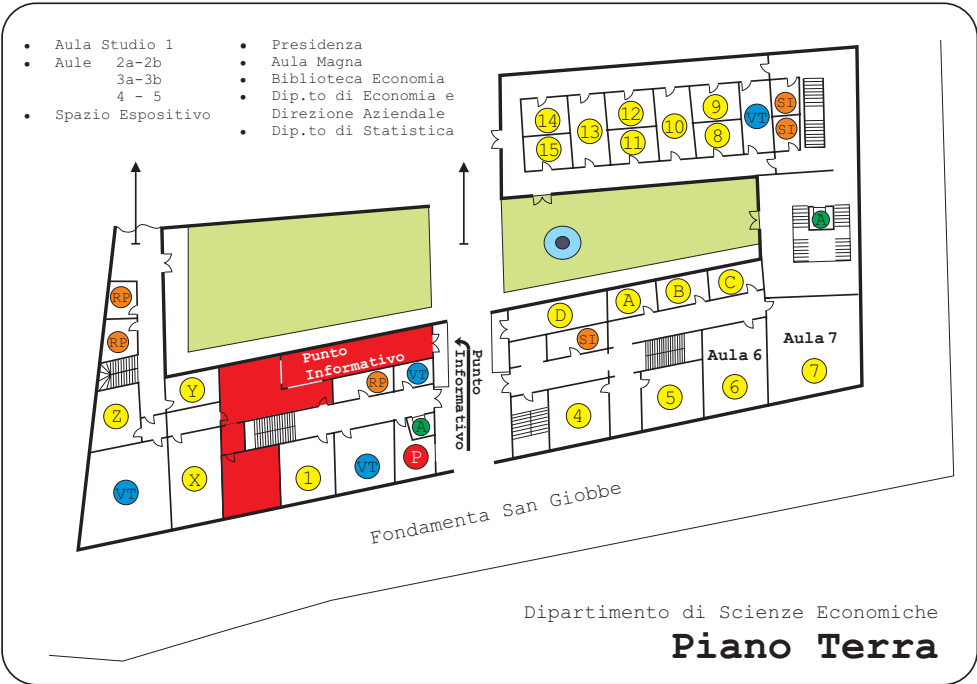 • Aula Studio 1
• Aule 2a-2b
3a-3b
4 - 5
• Spazio Espositivo
• Presidenza
• Aula Magna
• Biblioteca Economia
• Dip.to di Economia e
Direzione Aziendale
• Dip.to di Statistica
14
15
13
12
11
10
9
8
VT
SI
SI
A
RP
RP
Z
VT
Y
X
Punto
Informativo
RP
VT
A
P
1
VT
Punto
Informativo
D
A
B
C
SI
4
5
Aula 6
6
Aula 7
7
Fondamenta San Giobbe
Dipartimento di Scienze Economiche
Piano Terra